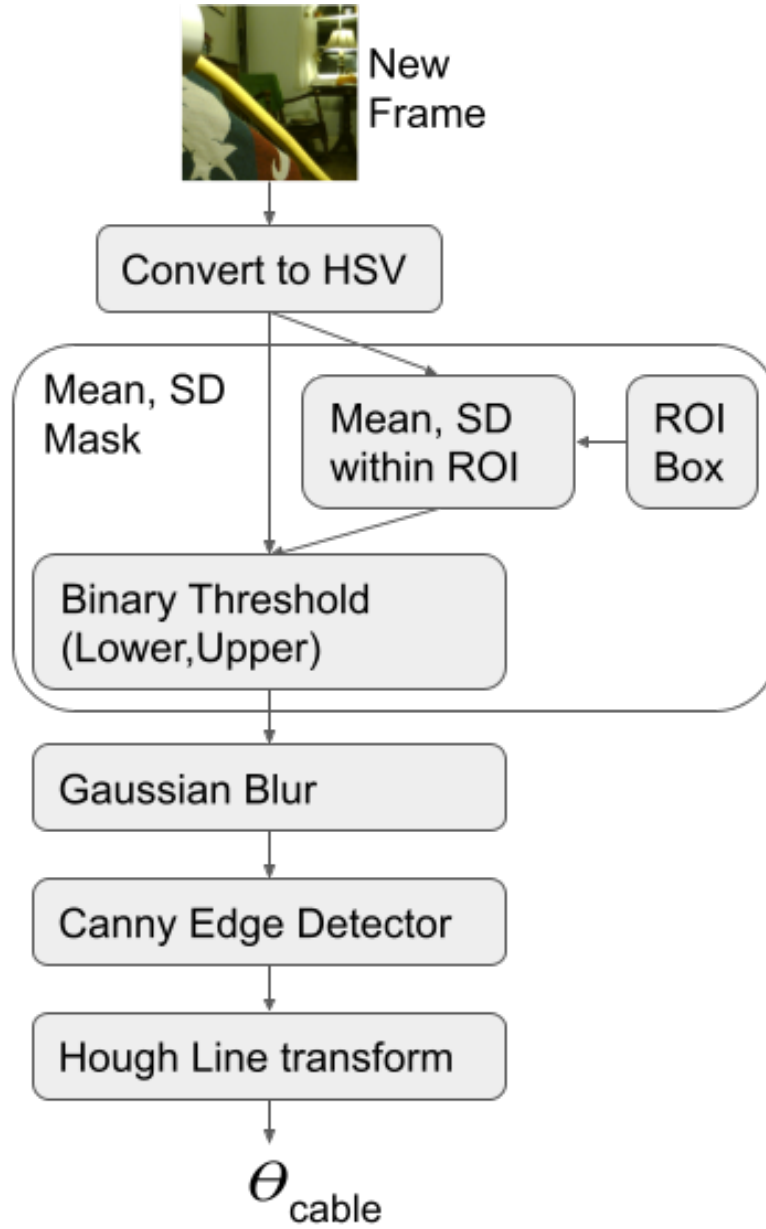 New
Frame
Convert to HSV
Mean, SD
Mask
Mean, SD
within ROI
ROI
Box
Binary Threshold
(Lower,Upper)
Gaussian Blur
Canny Edge Detector
Hough Line transform
θcable